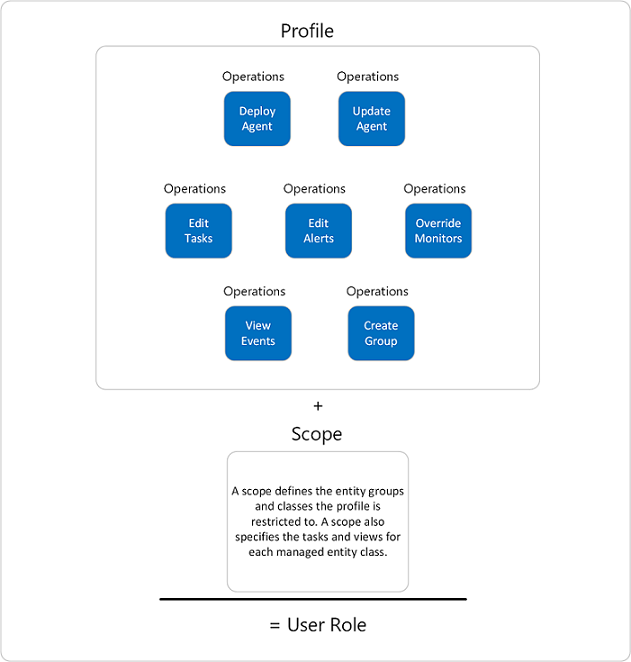 Profile
Operations
Operations
Deploy
Agent
Update
Agent
Operations
Operations
Operations
Edit
Tasks
Edit
Alerts
Override
Monitors
Operations
Operations
View
Events
Create
Group
+
Scope
A scope defines the entity groups
and classes the profile is
restricted to. A scope also
specifies the tasks and views for
each managed entity class.
= User Role